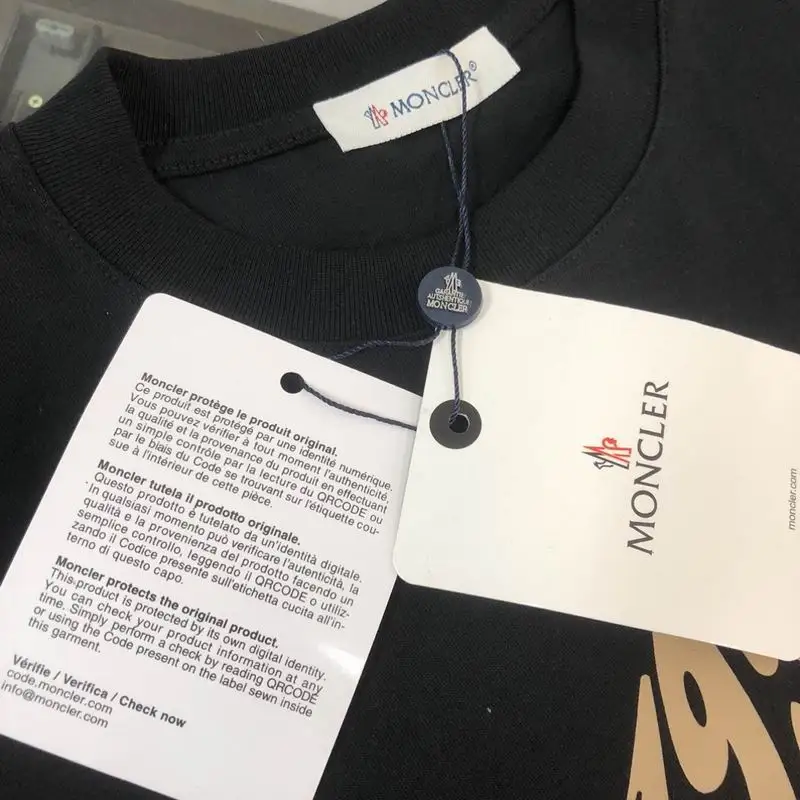 MONCLER®
GARANTIE
AUTHENTIQUE
MONCLER
Moncler protège le produit original.
Ce produit est protégé par une identité numérique.
Vous pouvez vérifier à tout moment l'authenticité,
la qualité et la provenance du produit en effectuant
un simple contrôle par la lecture du QRCODE ou
par le biais du Code se trouvant sur l'étiquette cou-
sue à l'intérieur de cette pièce.
Moncler tutela il prodotto originale.
Questo prodotto è tutelato da un'identità digitale.
In qualsiasi momento può verificare l'autenticità, la
qualità e la provenienza del prodotto facendo un
semplice controllo, leggendo il QRCODE o utiliz-
zando il Codice presente sull'etichetta cucita all'in-
terno di questo capo.
Moncler protects the original product.
This product is protected by its own digital identity.
You can check your product information at any
time. Simply perform a check by reading QRCODE
or using the Code present on the label sewn inside
this garment.
Vérifie / Verifica / Check now
code.moncler.com
info@moncler.com
MONCLER
moncler.com